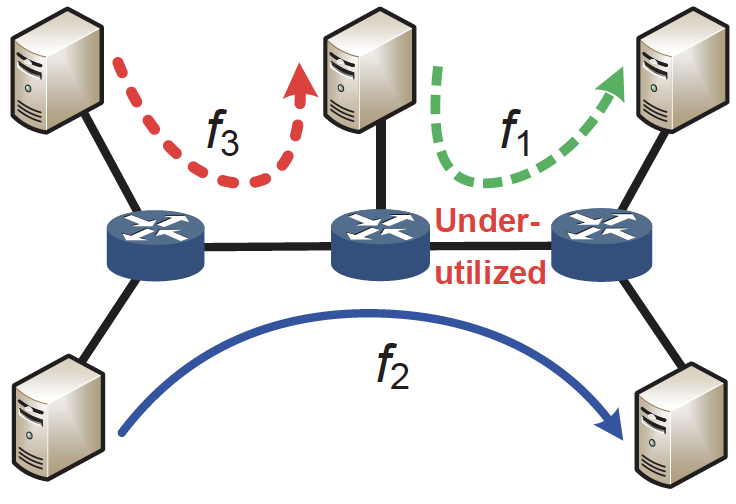 f3
f1
Under-
utilized
f2